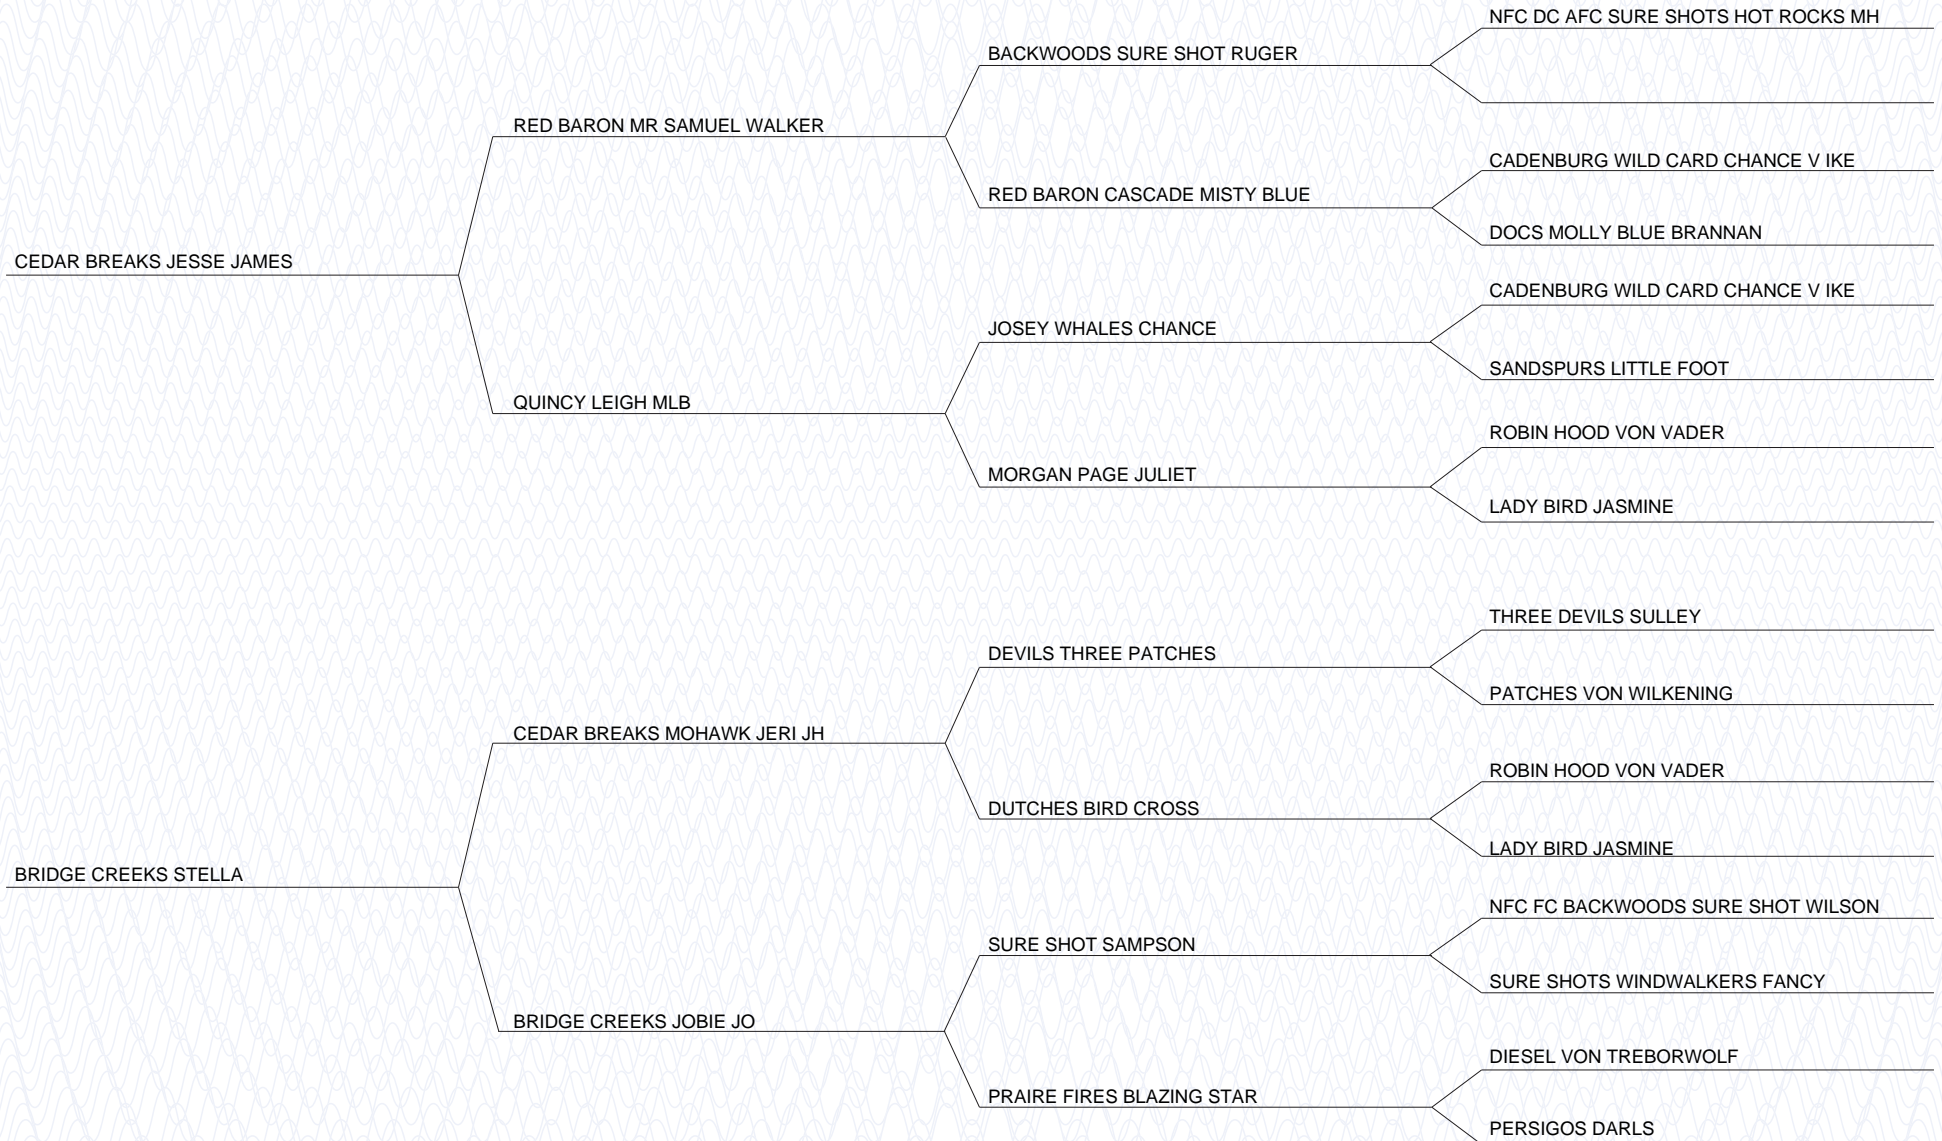 NFC DC AFC SURE SHOTS HOT ROCKS MH
BACKWOODS SURE SHOT RUGER
RED BARON MR SAMUEL WALKER
CADENBURG WILD CARD CHANCE V IKE
RED BARON CASCADE MISTY BLUE
DOCS MOLLY BLUE BRANNAN
CEDAR BREAKS JESSE JAMES
CADENBURG WILD CARD CHANCE V IKE
JOSEY WHALES CHANCE
SANDSPURS LITTLE FOOT
QUINCY LEIGH MLB
ROBIN HOOD VON VADER
MORGAN PAGE JULIET
LADY BIRD JASMINE
THREE DEVILS SULLEY
DEVILS THREE PATCHES
PATCHES VON WILKENING
CEDAR BREAKS MOHAWK JERI JH
ROBIN HOOD VON VADER
DUTCHES BIRD CROSS
LADY BIRD JASMINE
BRIDGE CREEKS STELLA
NFC FC BACKWOODS SURE SHOT WILSON
SURE SHOT SAMPSON
SURE SHOTS WINDWALKERS FANCY
BRIDGE CREEKS JOBIE JO
DIESEL VON TREBORWOLF
PRAIRE FIRES BLAZING STAR
PERSIGOS DARLS